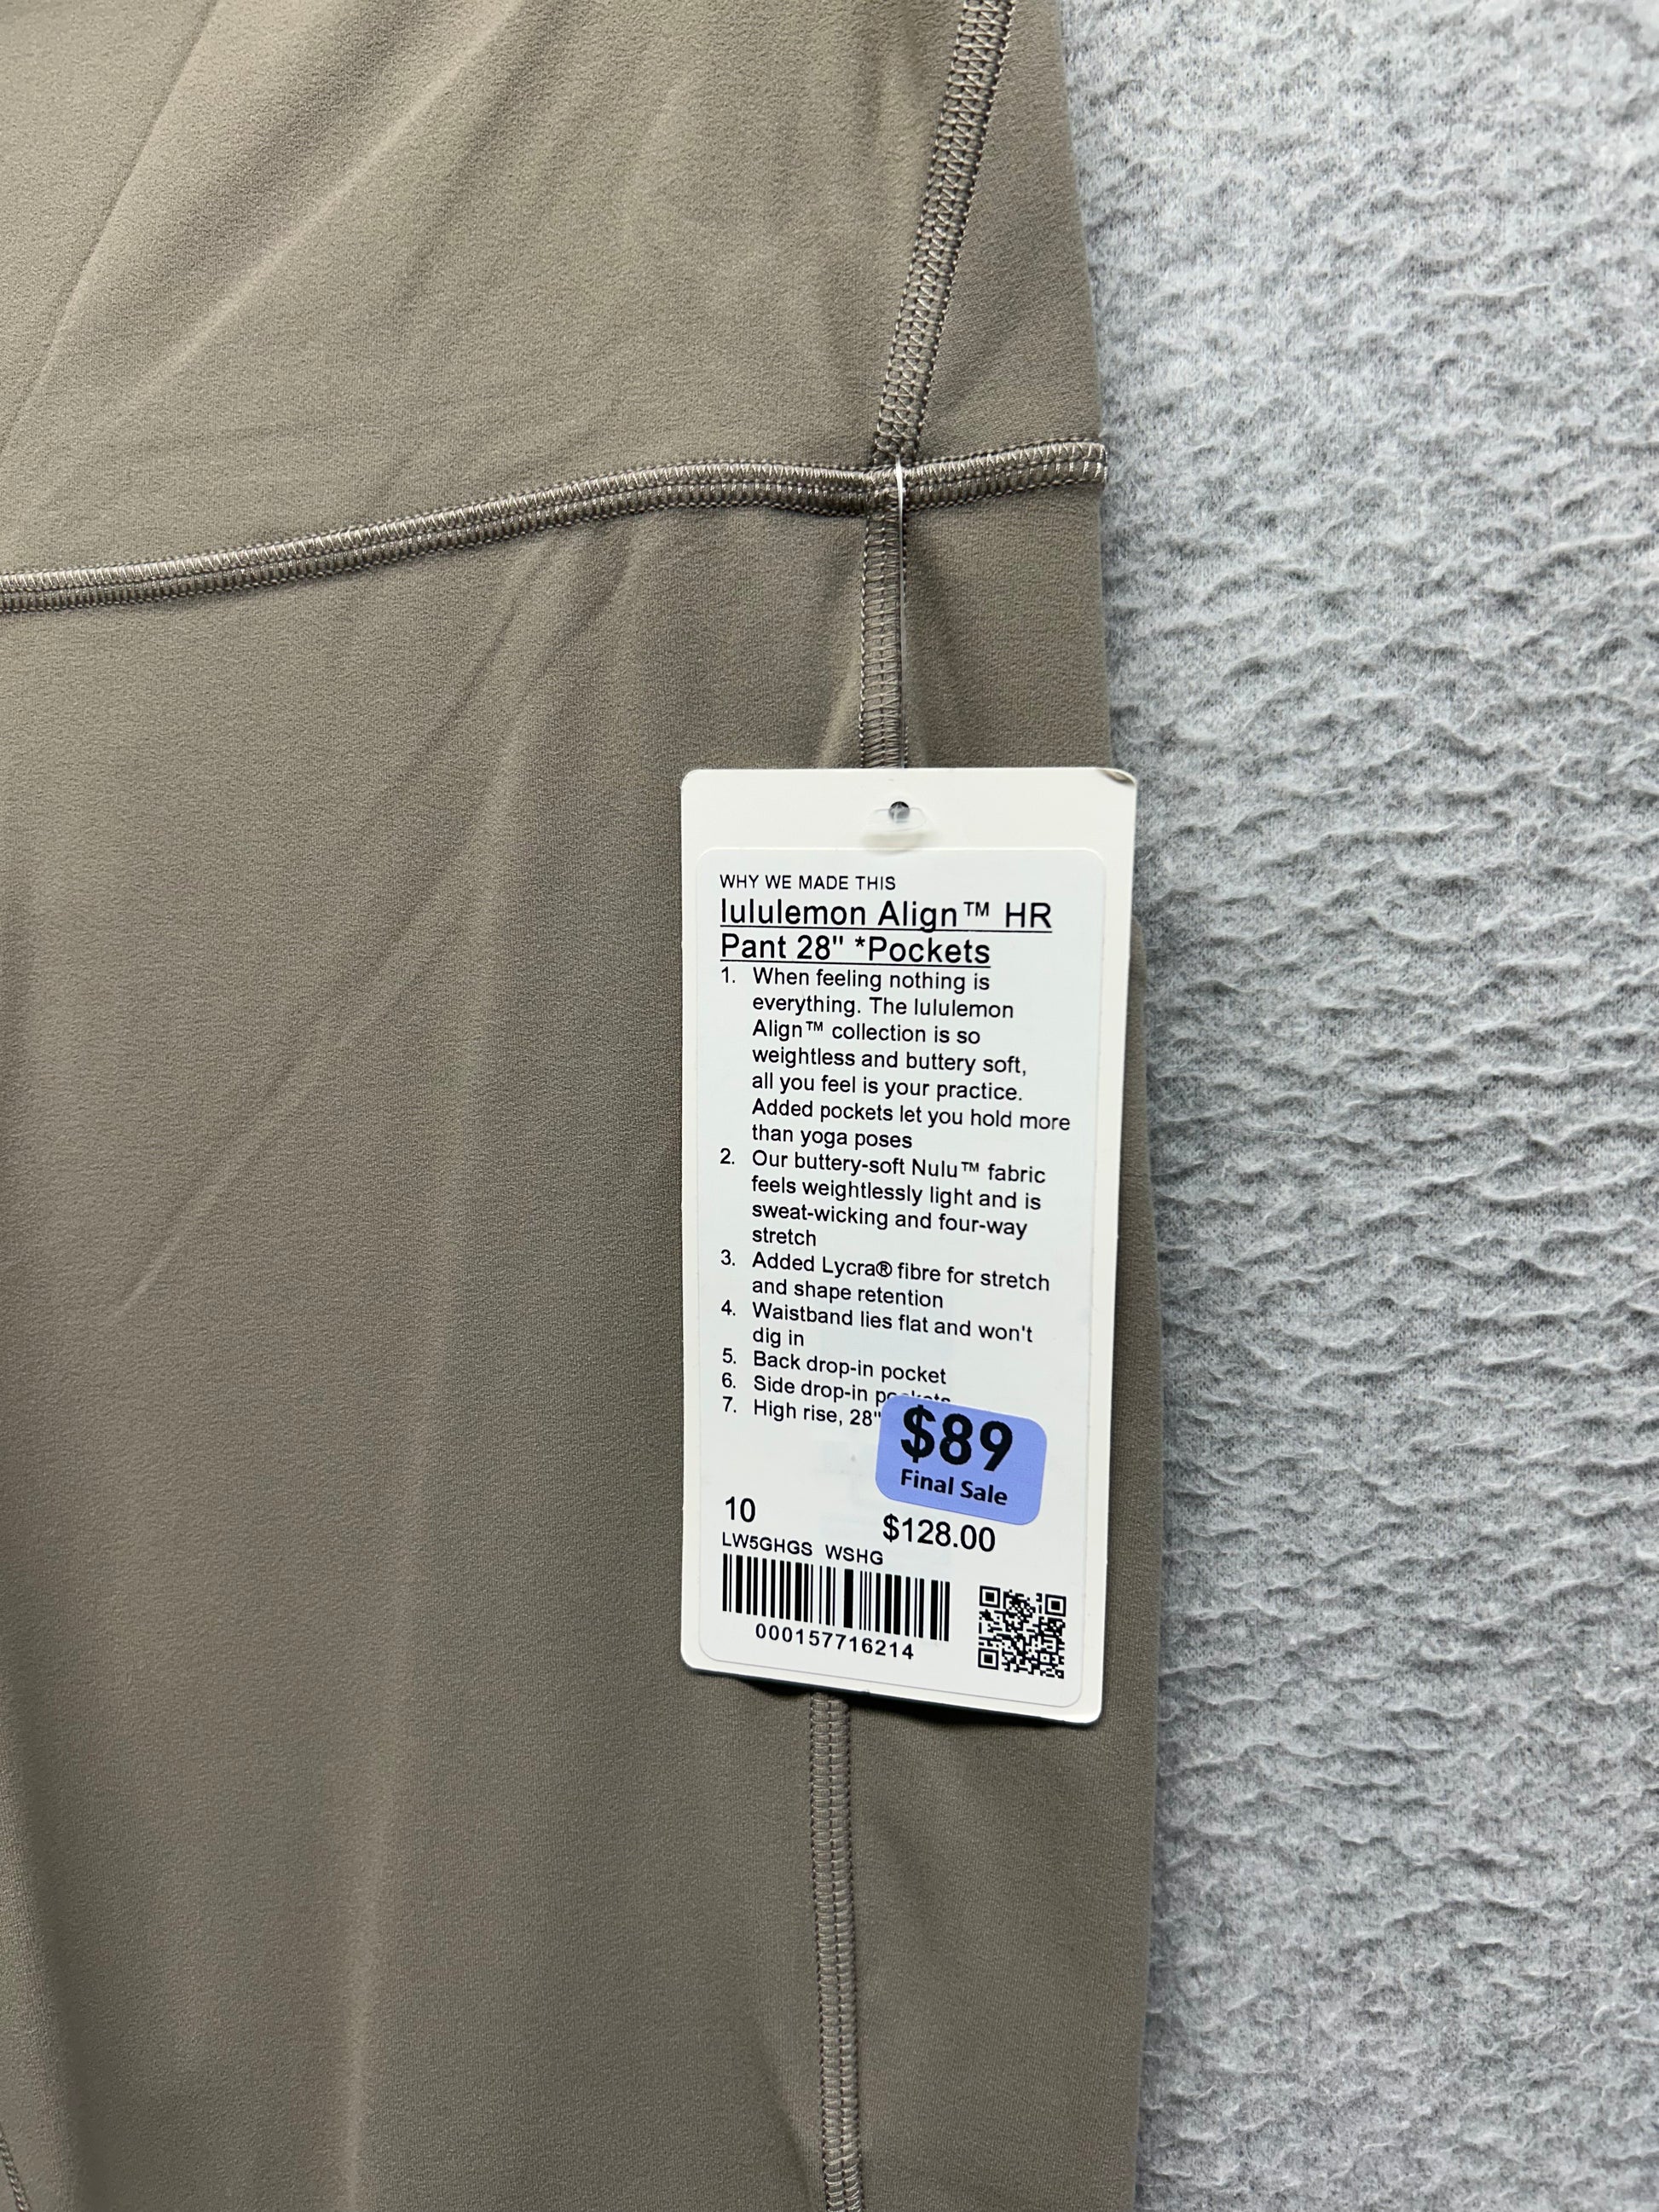 WHY WE MADE THIS
lululemon Align™ HR
Pant 28" *Pockets
1. When feeling nothing is
everything. The lululemon
Align™ collection is so
weightless and buttery soft,
all you feel is your practice.
Added pockets let you hold more
than yoga poses
2. Our buttery-soft Nulu™ fabric
feels weightlessly light and is
sweat-wicking and four-way
stretch
3. Added Lycra® fibre for stretch
and shape retention
4. Waistband lies flat and won't
dig in
5. Back drop-in pocket
6. Side drop-in pockets
7. High rise, 28"
$89
Final Sale
10
$128.00
LW5GHGS WSHG
000157716214